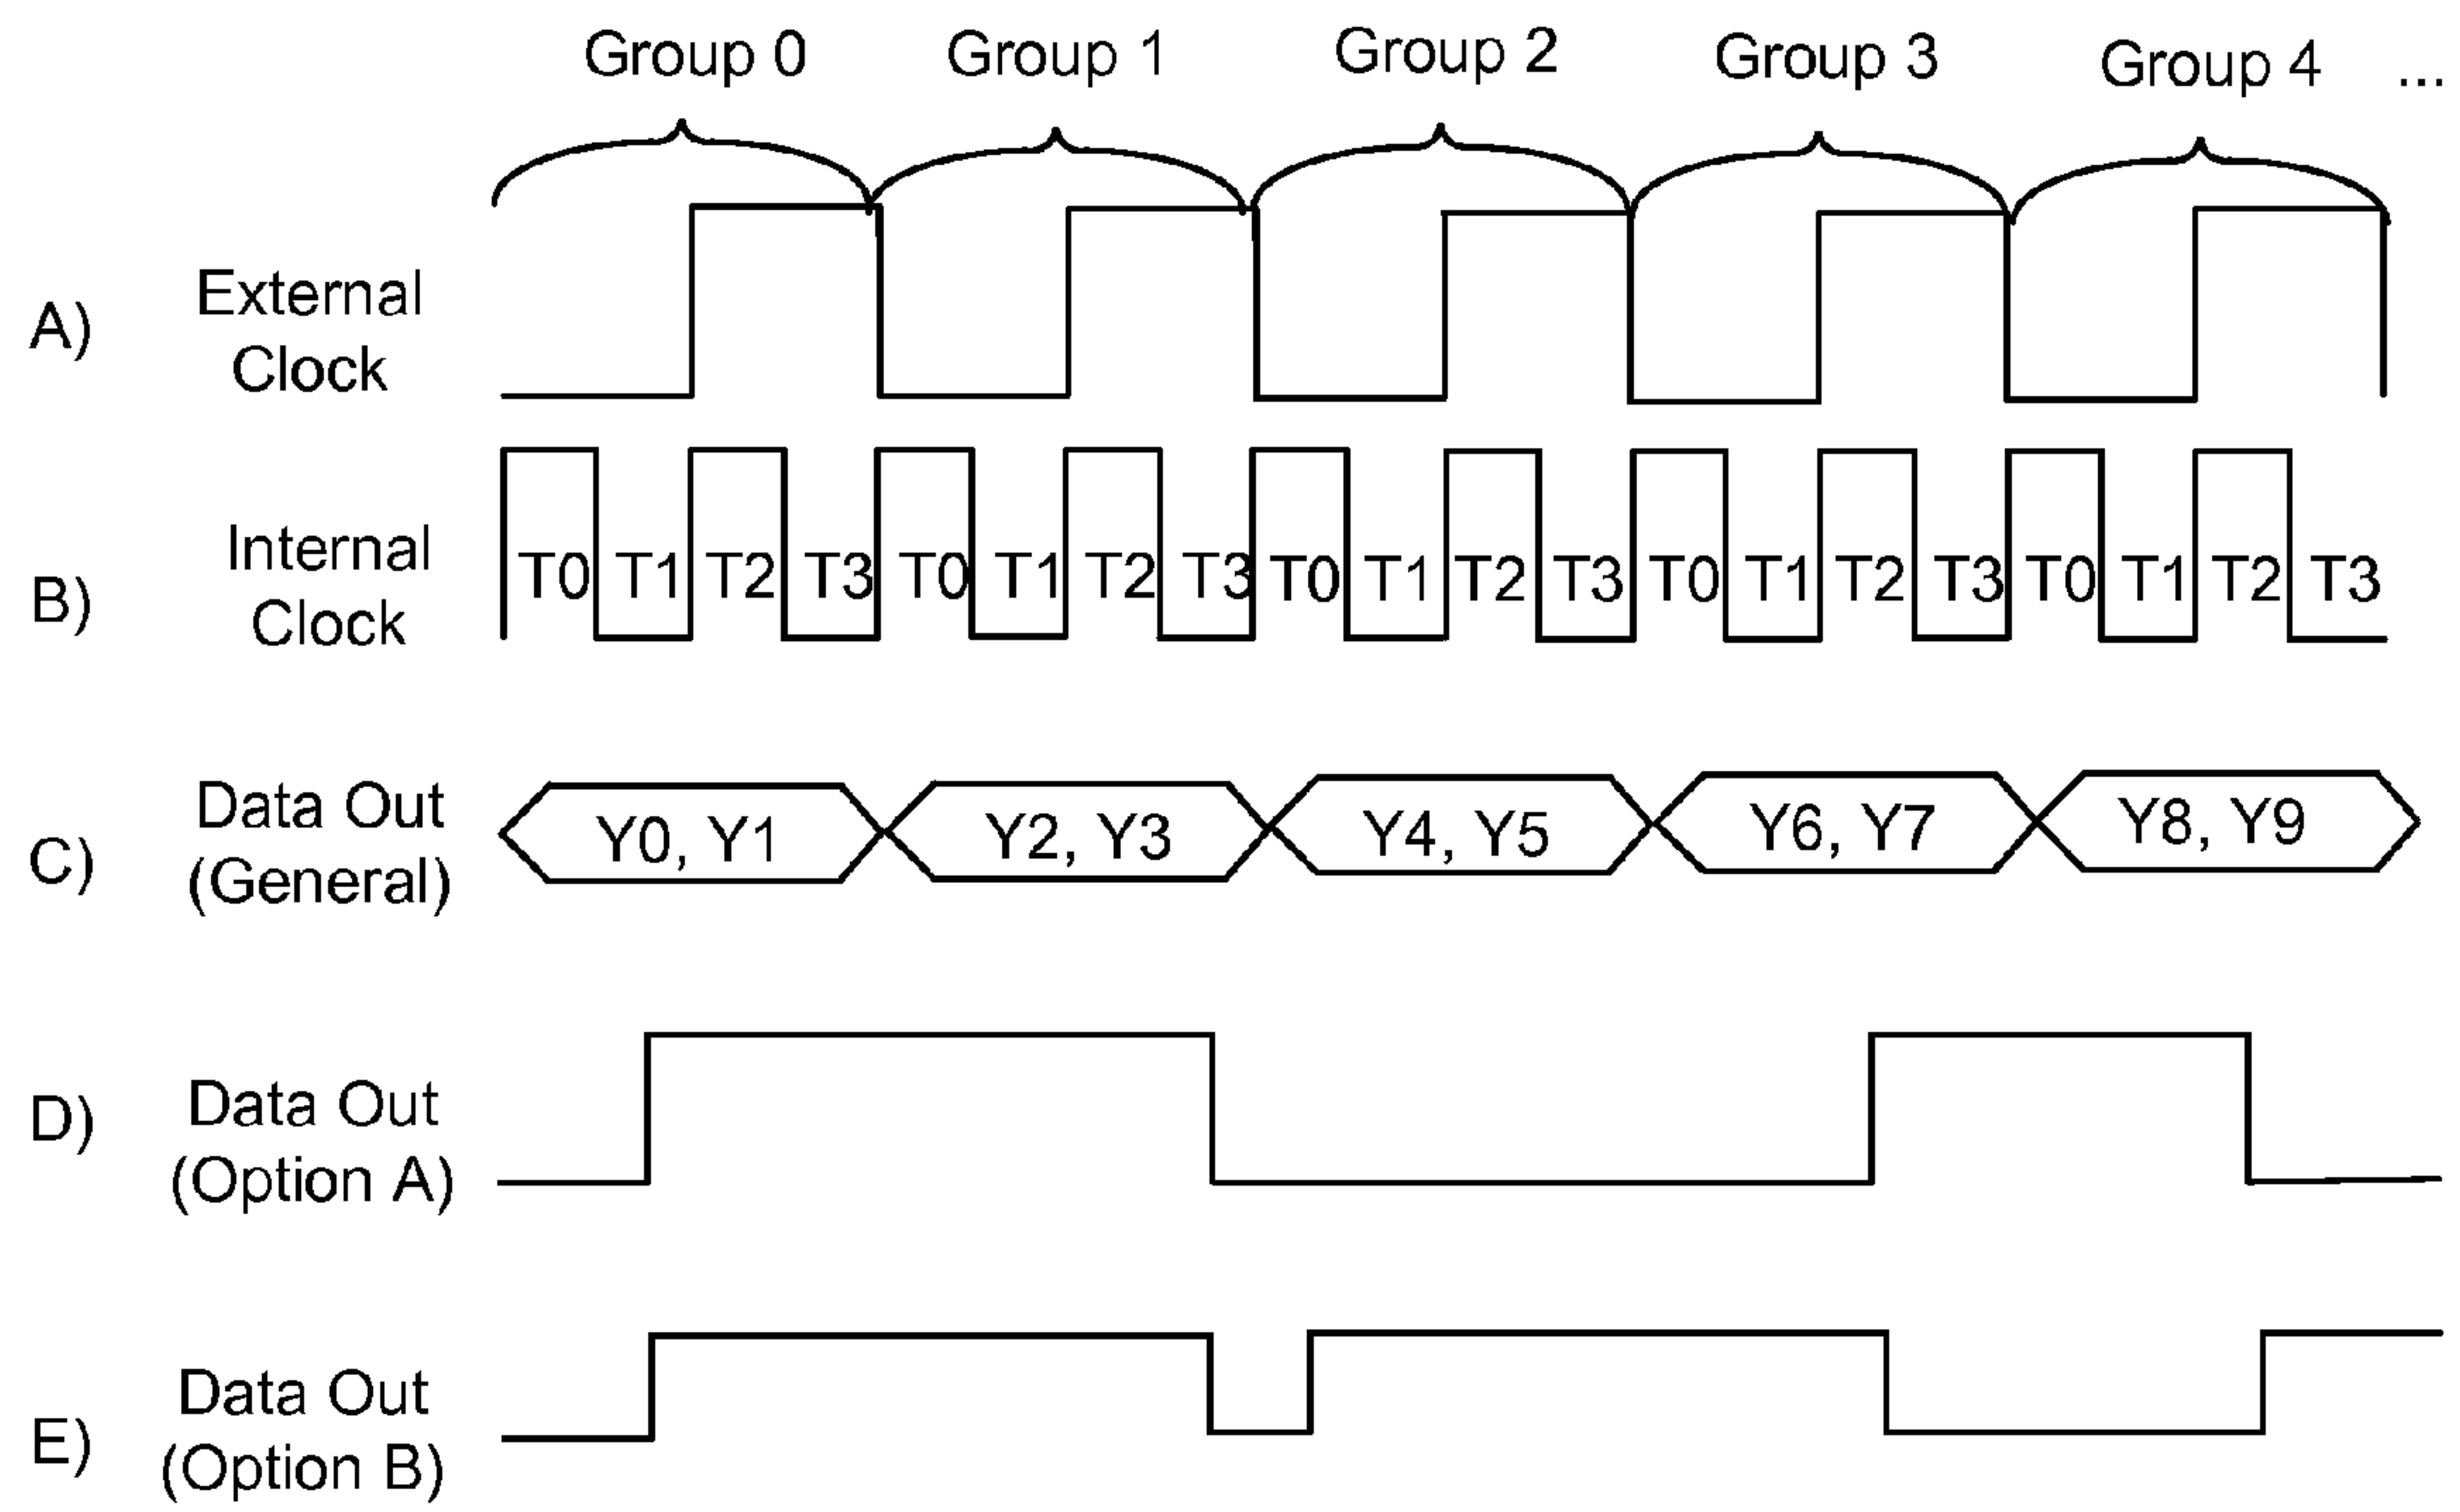 Group 0 Group 1 Group 2 Group 3 Group 4 ...
A) External
Clock
B) Internal
Clock
T0 T1 T2 T3 T0 T1 T2 T3 T0 T1 T2 T3 T0 T1 T2 T3 T0 T1 T2 T3
C) Data Out
(General)
Y0, Y1 Y2, Y3 Y4, Y5 Y6, Y7 Y8, Y9
D) Data Out
(Option A)
E) Data Out
(Option B)